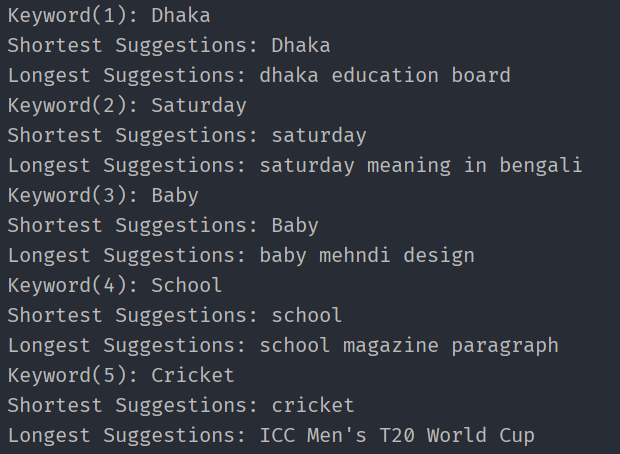 Keyword(1): Dhaka
Shortest Suggestions: Dhaka
Longest Suggestions: dhaka education board
Keyword(2): Saturday
Shortest Suggestions: saturday
Longest Suggestions: saturday meaning in bengali
Keyword(3): Baby
Shortest Suggestions: Baby
Longest Suggestions: baby mehndi design
Keyword(4): School
Shortest Suggestions: school
Longest Suggestions: school magazine paragraph
Keyword(5): Cricket
Shortest Suggestions: cricket
Longest Suggestions: ICC Men's T20 World Cup